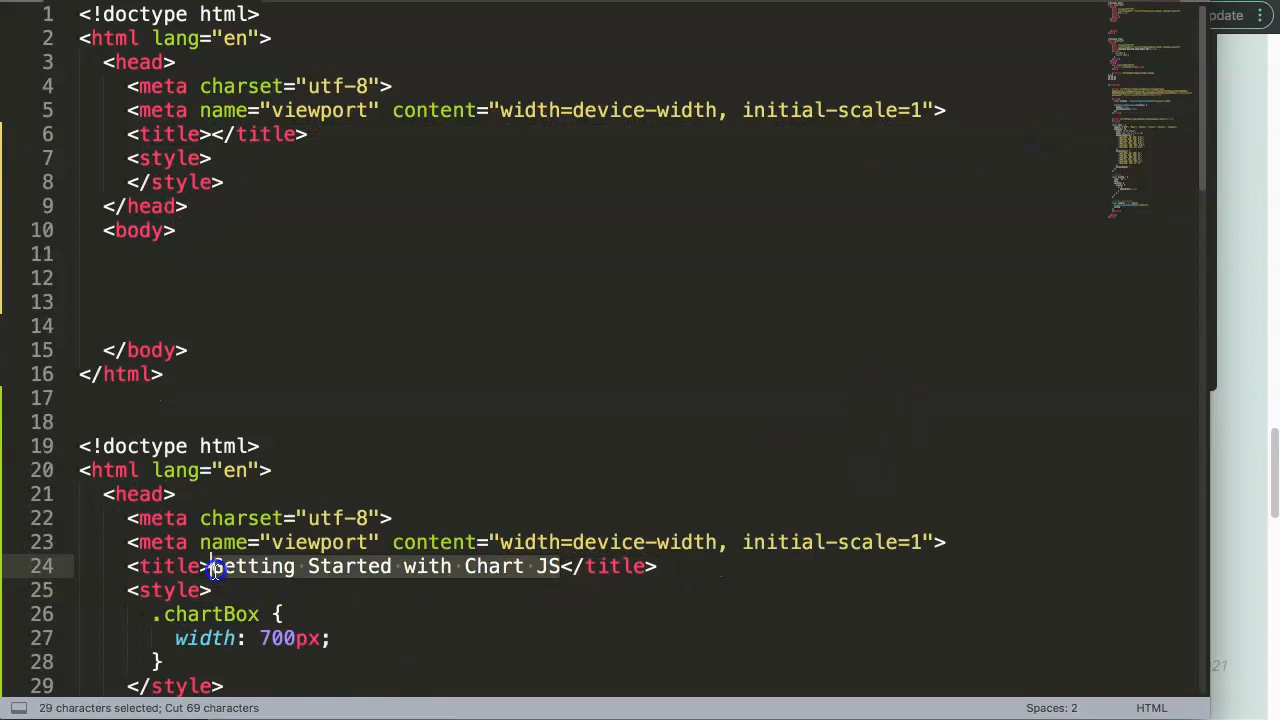 1 <!doctype html>
2 <html lang="en">
3 <head>
4 <meta charset="utf-8">
5 <meta name="viewport" content="width=device-width, initial-scale=1">
6 <title></title>
7 <style>
8 </style>
9 </head>
10 <body>
11
12
13
14
15 </body>
16 </html>
17
18
19 <!doctype html>
20 <html lang="en">
21 <head>
22 <meta charset="utf-8">
23 <meta name="viewport" content="width=device-width, initial-scale=1">
24 <title>Getting Started with Chart JS</title>
25 <style>
26 .chartBox {
27 width: 700px;
28 }
29 </style>
29 characters selected; Cut 69 characters
Spaces: 2
HTML
pdate
21